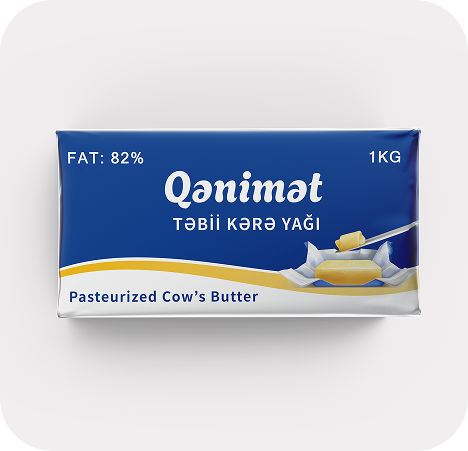 FAT: 82%
1KG
Qənimət
TƏBİİ KƏRƏ YAĞI
Pasteurized Cow's Butter